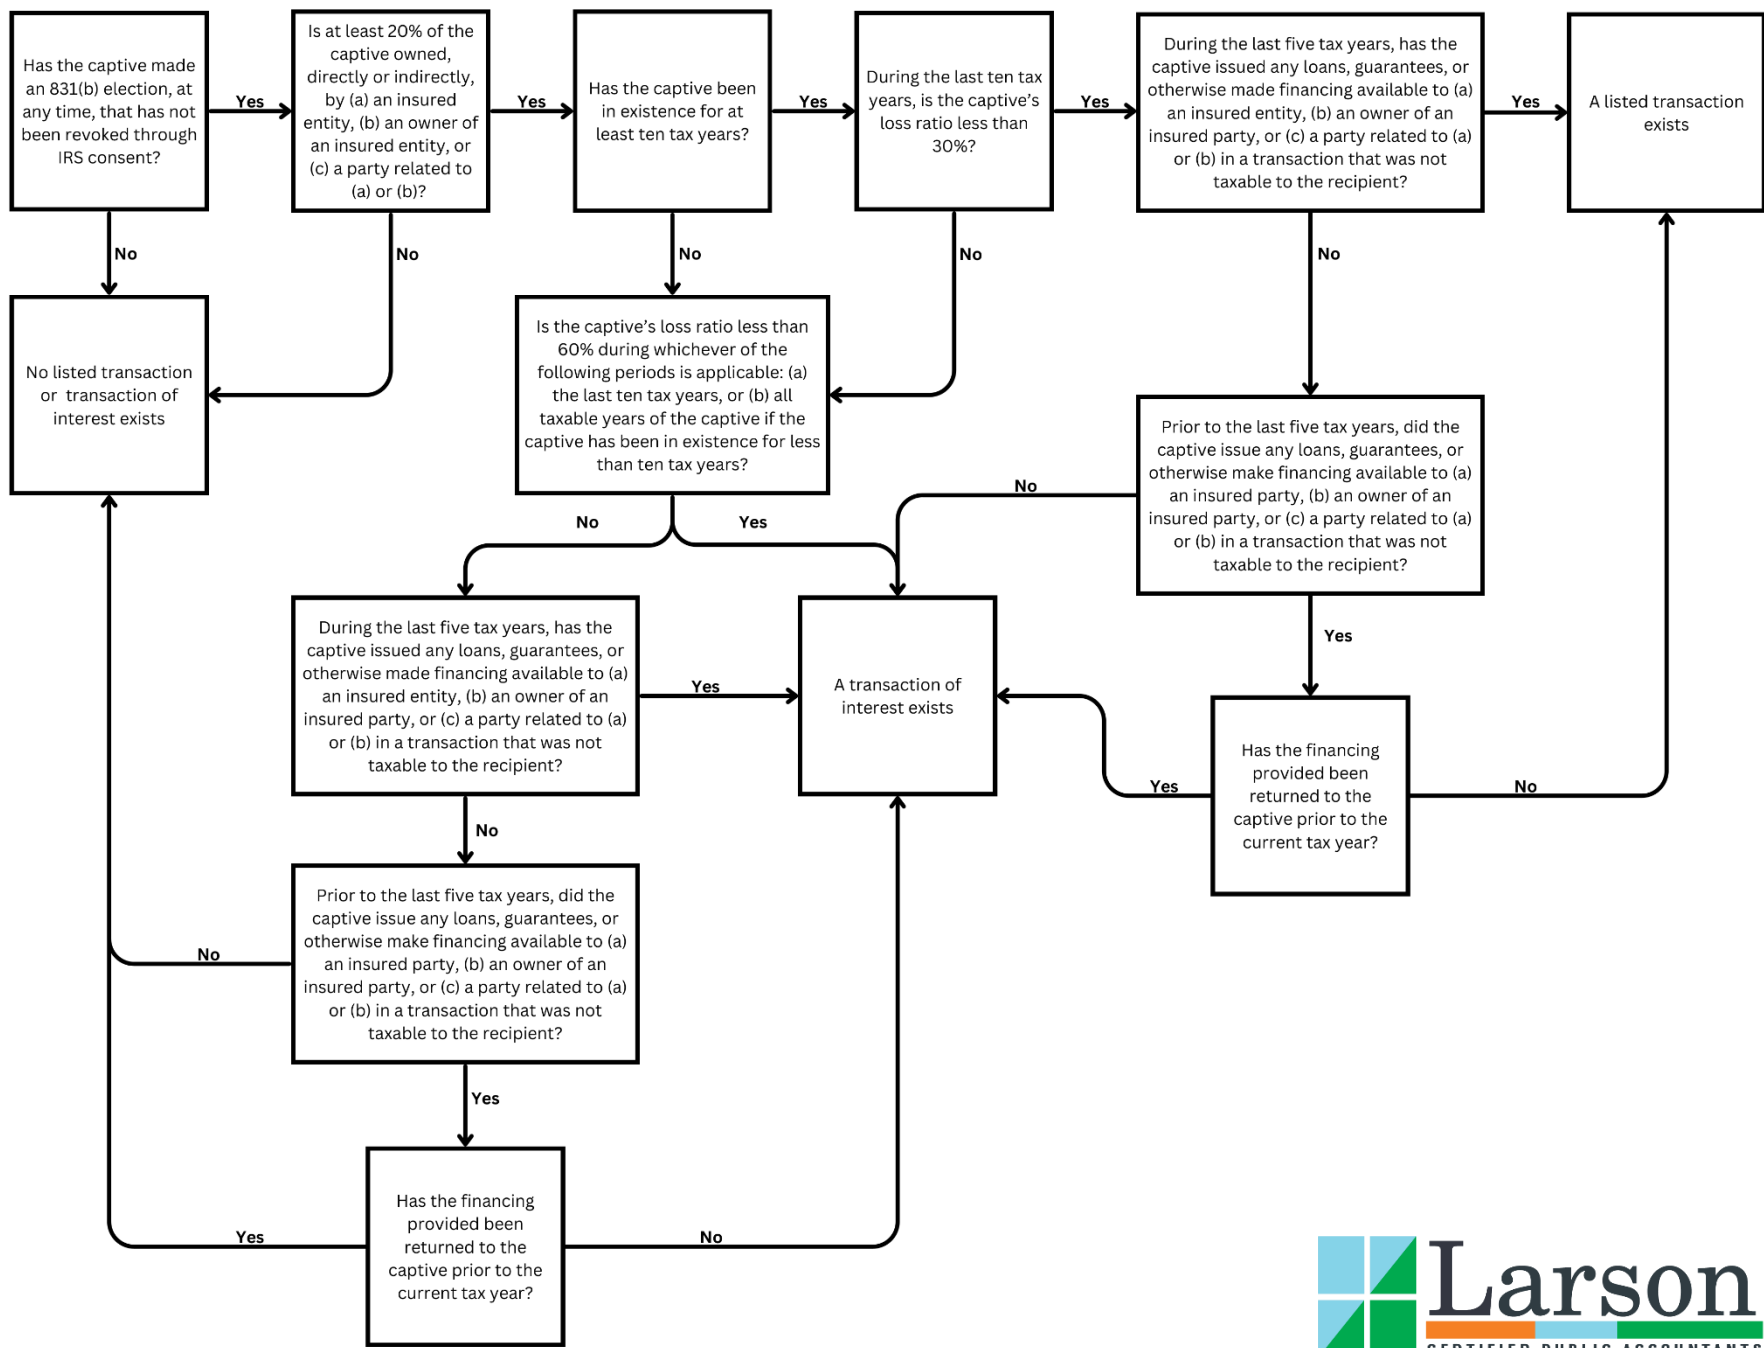 Has the captive made
an 831(b) election, at
any time, that has not
been revoked through
IRS consent?
Yes
Is at least 20% of the
captive owned,
directly or indirectly,
by (a) an insured
entity, (b) an owner of
an insured entity, or
(c) a party related to
(a) or (b)?
Yes
Has the captive been
in existence for at
least ten tax years?
Yes
During the last ten tax
years, is the captive's
loss ratio less than
30%?
Yes
During the last five tax years, has the
captive issued any loans, guarantees, or
otherwise made financing available to (a)
an insured entity, (b) an owner of an
insured party, or (c) a party related to (a)
or (b) in a transaction that was not
taxable to the recipient?
Yes
A listed transaction
exists
No
No
No
No
No
No listed transaction
or transaction of
interest exists
Is the captive's loss ratio less than
60% during whichever of the
following periods is applicable: (a)
the last ten tax years, or (b) all
taxable years of the captive if the
captive has been in existence for less
than ten tax years?
Prior to the last five tax years, did the
captive issue any loans, guarantees, or
otherwise make financing available to (a)
an insured party, (b) an owner of an
insured party, or (c) a party related to (a)
or (b) in a transaction that was not
taxable to the recipient?
No
No
Yes
During the last five tax years, has the
captive issued any loans, guarantees, or
otherwise made financing available to (a)
an insured entity, (b) an owner of an
insured party, or (c) a party related to (a)
or (b) in a transaction that was not
taxable to the recipient?
Yes
A transaction of
interest exists
Yes
Has the financing
provided been
returned to the
captive prior to the
current tax year?
Yes
No
No
Prior to the last five tax years, did the
captive issue any loans, guarantees, or
otherwise make financing available to (a)
an insured party, (b) an owner of an
insured party, or (c) a party related to (a)
or (b) in a transaction that was not
taxable to the recipient?
No
Yes
Has the financing
provided been
returned to the
captive prior to the
current tax year?
Yes
No
Larson
CERTIFIED PUBLIC ACCOUNTANTS